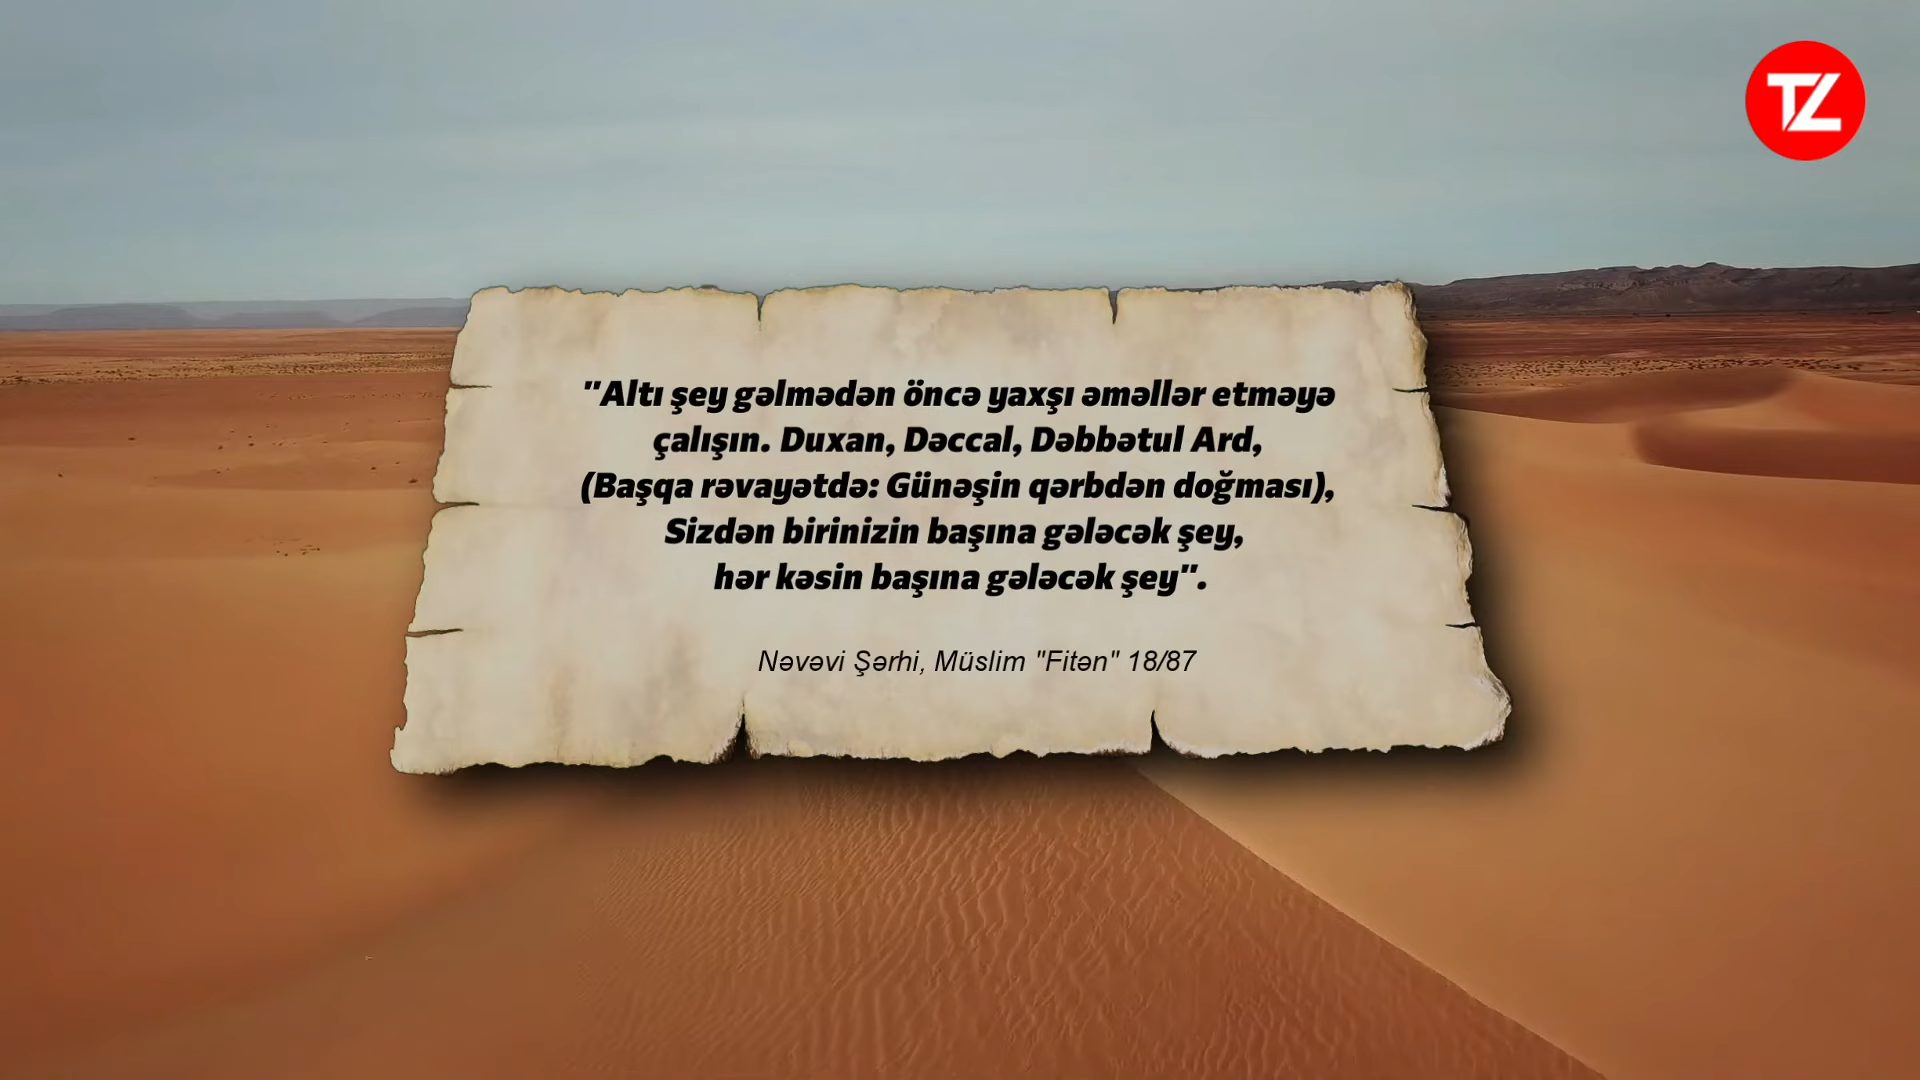 TZ
"Altı şey gəlmədən öncə yaxşı əməllər etməyə
çalışın. Duxan, Dəccal, Dəbbətul Ard,
(Başqa rəvayətdə: Günəşin qərbdən doğması),
Sizdən birinizin başına gələcək şey,
hər kəsin başına gələcək şey".
Nəvəvi Şərhi, Müslim "Fitən" 18/87